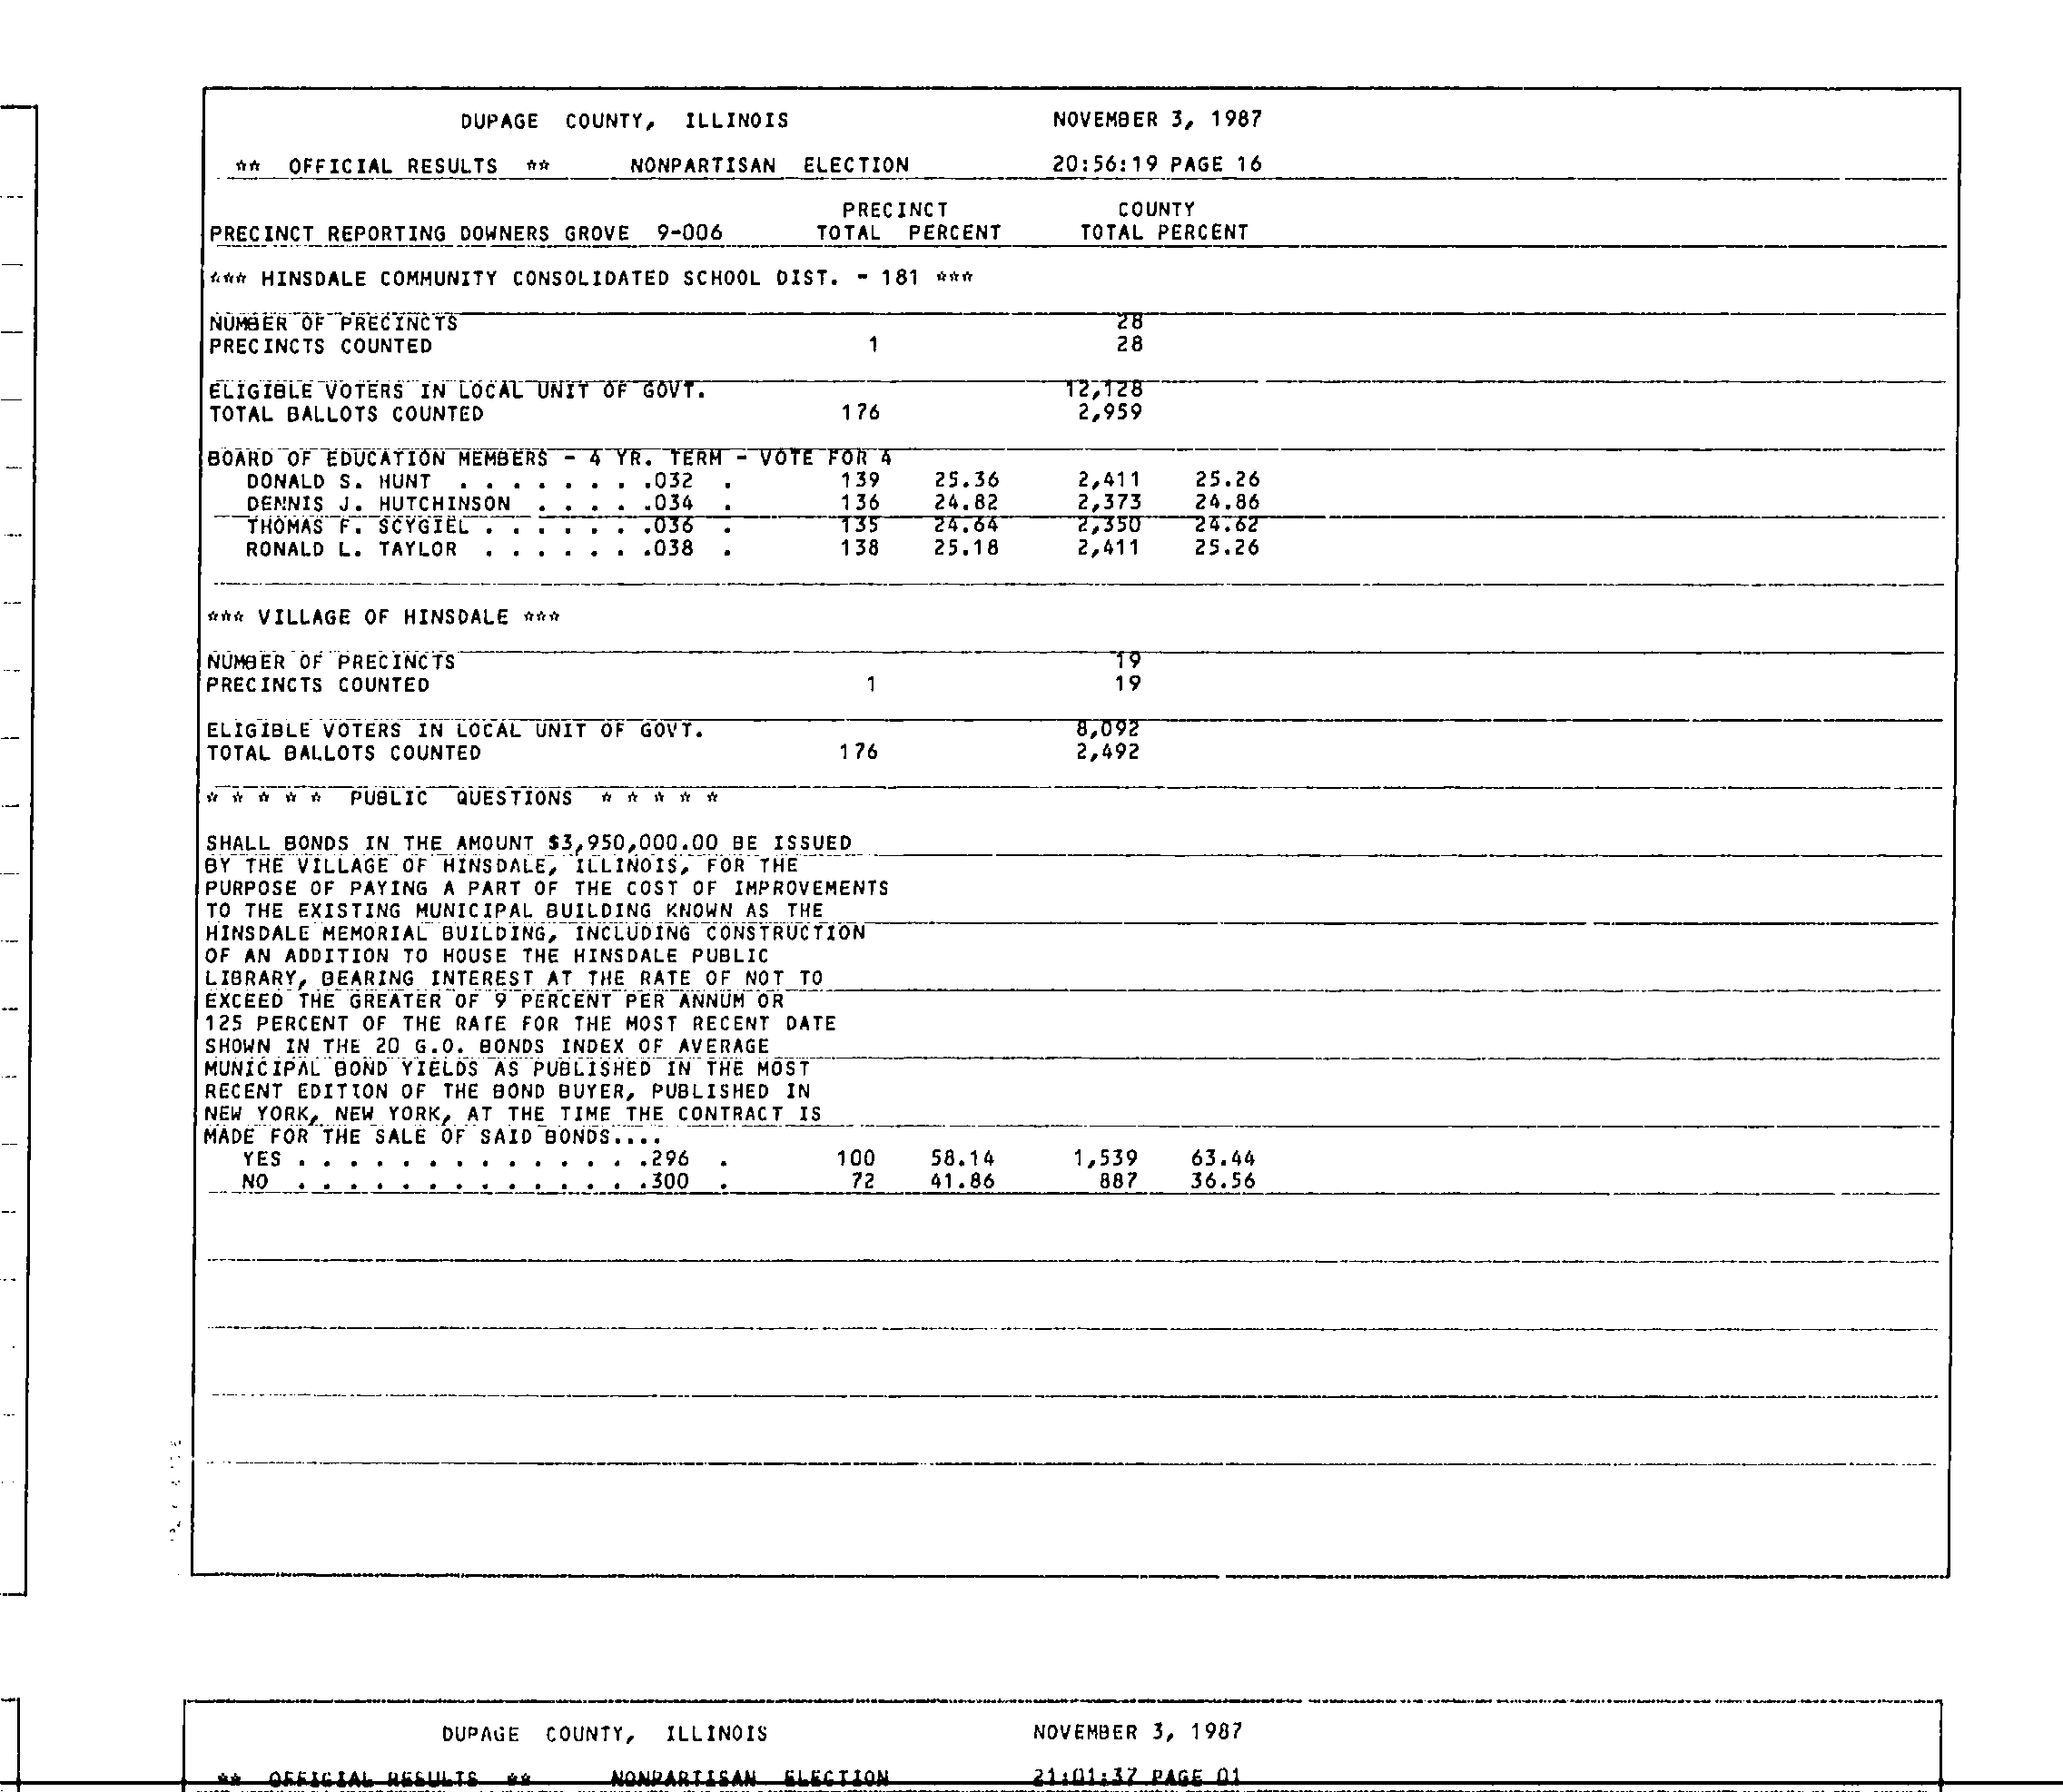 DUPAGE COUNTY, ILLINOIS NOVEMBER 3, 1987
** OFFICIAL RESULTS ** NONPARTISAN ELECTION 20:56:19 PAGE 16
PRECINCT COUNTY
PRECINCT REPORTING DOWNERS GROVE 9-006 TOTAL PERCENT TOTAL PERCENT
*** HINSDALE COMMUNITY CONSOLIDATED SCHOOL DIST. - 181 ***
NUMBER OF PRECINCTS 28
PRECINCTS COUNTED 1 28
ELIGIBLE VOTERS IN LOCAL UNIT OF GOVT. 12,128
TOTAL BALLOTS COUNTED 176 2,959
BOARD OF EDUCATION MEMBERS - 4 YR. TERM - VOTE FOR 4
DONALD S. HUNT . . . . . . . .032 . 139 25.36 2,411 25.26
DENNIS J. HUTCHINSON . . . . .034 . 136 24.82 2,373 24.86
THOMAS F. SCYGIEL . . . . . . .036 . 135 24.64 2,350 24.62
RONALD L. TAYLOR . . . . . . .038 . 138 25.18 2,411 25.26
*** VILLAGE OF HINSDALE ***
NUMBER OF PRECINCTS 19
PRECINCTS COUNTED 1 19
ELIGIBLE VOTERS IN LOCAL UNIT OF GOVT. 8,092
TOTAL BALLOTS COUNTED 176 2,492
* * * * * PUBLIC QUESTIONS * * * * *
SHALL BONDS IN THE AMOUNT $3,950,000.00 BE ISSUED
BY THE VILLAGE OF HINSDALE, ILLINOIS, FOR THE
PURPOSE OF PAYING A PART OF THE COST OF IMPROVEMENTS
TO THE EXISTING MUNICIPAL BUILDING KNOWN AS THE
HINSDALE MEMORIAL BUILDING, INCLUDING CONSTRUCTION
OF AN ADDITION TO HOUSE THE HINSDALE PUBLIC
LIBRARY, BEARING INTEREST AT THE RATE OF NOT TO
EXCEED THE GREATER OF 9 PERCENT PER ANNUM OR
125 PERCENT OF THE RATE FOR THE MOST RECENT DATE
SHOWN IN THE 20 G.O. BONDS INDEX OF AVERAGE
MUNICIPAL BOND YIELDS AS PUBLISHED IN THE MOST
RECENT EDITION OF THE BOND BUYER, PUBLISHED IN
NEW YORK, NEW YORK, AT THE TIME THE CONTRACT IS
MADE FOR THE SALE OF SAID BONDS....
YES . . . . . . . . . . . . . .296 . 100 58.14 1,539 63.44
NO . . . . . . . . . . . . . .300 . 72 41.86 887 36.56
DUPAGE COUNTY, ILLINOIS NOVEMBER 3, 1987
** OFFICIAL RESULTS ** NONPARTISAN ELECTION 21:01:37 PAGE 01